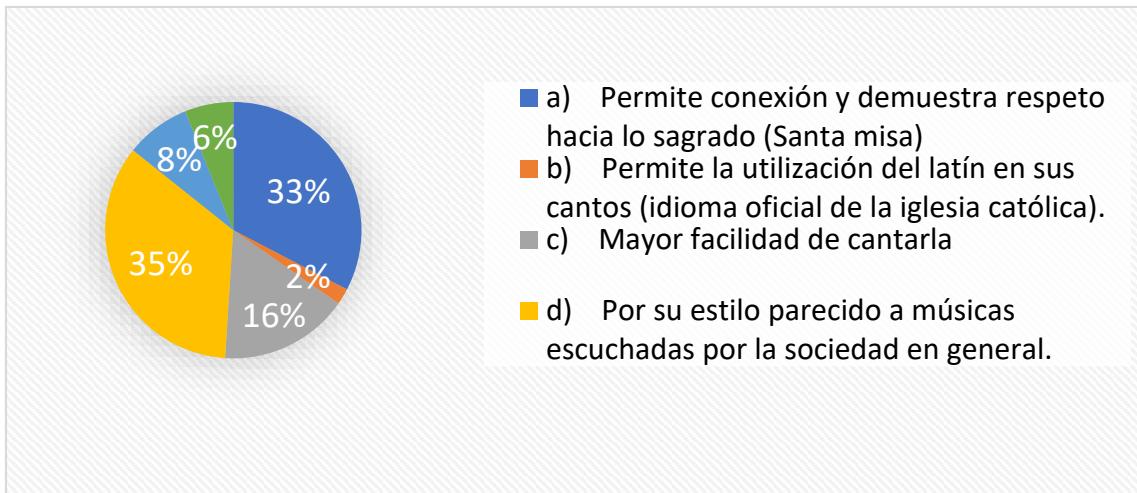 6%
8%
33%
35%
2%
16%
a) Permite conexión y demuestra respeto
hacia lo sagrado (Santa misa)
b) Permite la utilización del latín en sus
cantos (idioma oficial de la iglesia católica).
c) Mayor facilidad de cantarla
d) Por su estilo parecido a músicas
escuchadas por la sociedad en general.